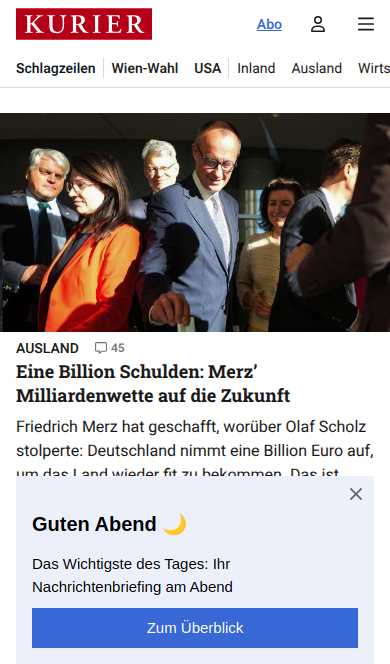 KURIER
Abo
Schlagzeilen Wien-Wahl USA Inland Ausland Wirts
AUSLAND 45
Eine Billion Schulden: Merz’
Milliardenwette auf die Zukunft
Friedrich Merz hat geschafft, worüber Olaf Scholz
stolperte: Deutschland nimmt eine Billion Euro auf,
um das Land wieder fit zu bekommen. Das ist
Guten Abend 🌙
Das Wichtigste des Tages: Ihr
Nachrichtenbriefing am Abend
Zum Überblick